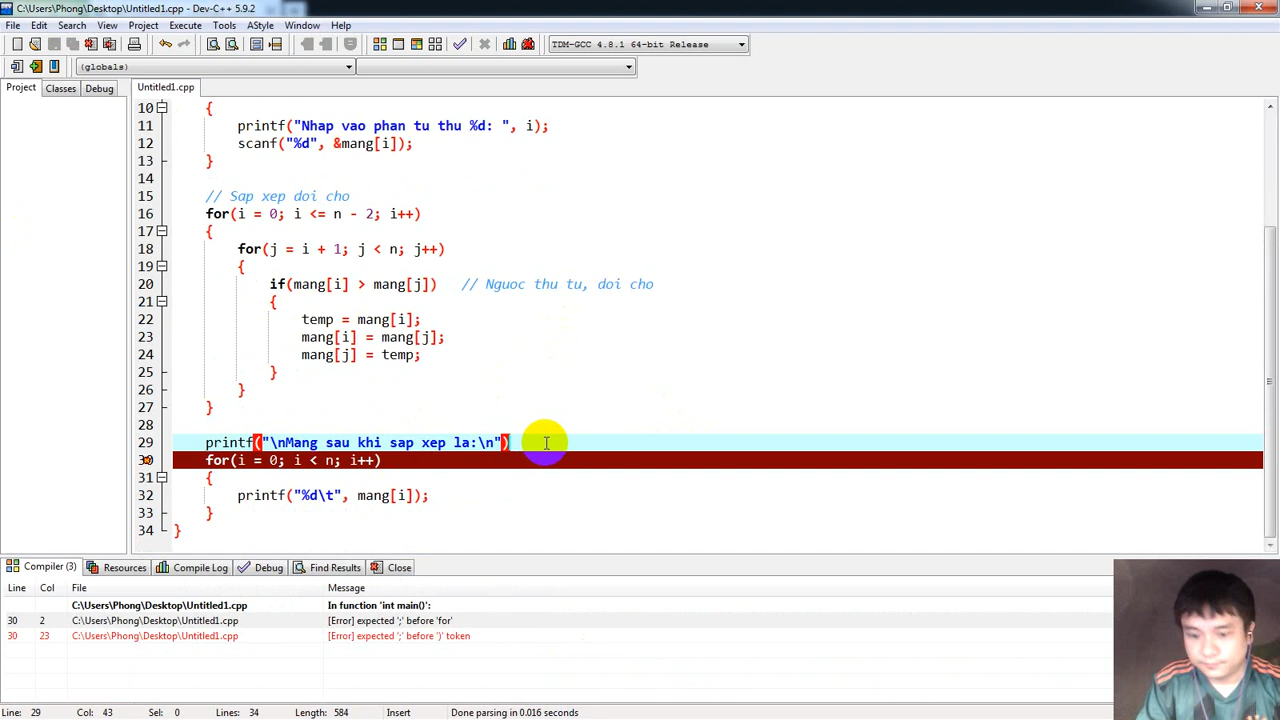 C:\Users\Phong\Desktop\Untitled1.cpp - Dev-C++ 5.9.2
File Edit Search View Project Execute Tools AStyle Window Help
TDM-GCC 4.8.1 64-bit Release
(globals)
Project Classes Debug Untitled1.cpp
10 {
11 printf("Nhap vao phan tu thu %d: ", i);
12 scanf("%d", &mang[i]);
13 }
14
15 // Sap xep doi cho
16 for(i = 0; i <= n - 2; i++)
17 {
18 for(j = i + 1; j < n; j++)
19 {
20 if(mang[i] > mang[j]) // Nguoc thu tu, doi cho
21 {
22 temp = mang[i];
23 mang[i] = mang[j];
24 mang[j] = temp;
25 }
26 }
27 }
28
29 printf("\nMang sau khi sap xep la:\n")
for(i = 0; i < n; i++)
31 {
32 printf("%d\t", mang[i]);
33 }
34 }
Compiler (3) Resources Compile Log Debug Find Results Close
Line Col File Message
C:\Users\Phong\Desktop\Untitled1.cpp In function 'int main()':
30 2 C:\Users\Phong\Desktop\Untitled1.cpp [Error] expected ';' before 'for'
30 23 C:\Users\Phong\Desktop\Untitled1.cpp [Error] expected ';' before ')' token
Line: 29 Col: 43 Sel: 0 Lines: 34 Length: 584 Insert Done parsing in 0.016 seconds